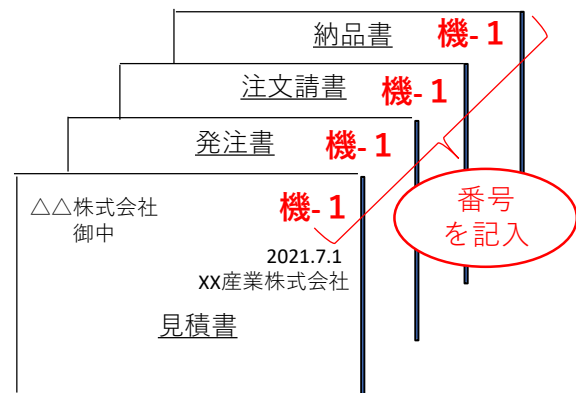 納品書 機-1
注文請書 機-1
発注書 機-1
△△株式会社 機-1
御中
2021.7.1
XX産業株式会社
見積書
番号
を記入